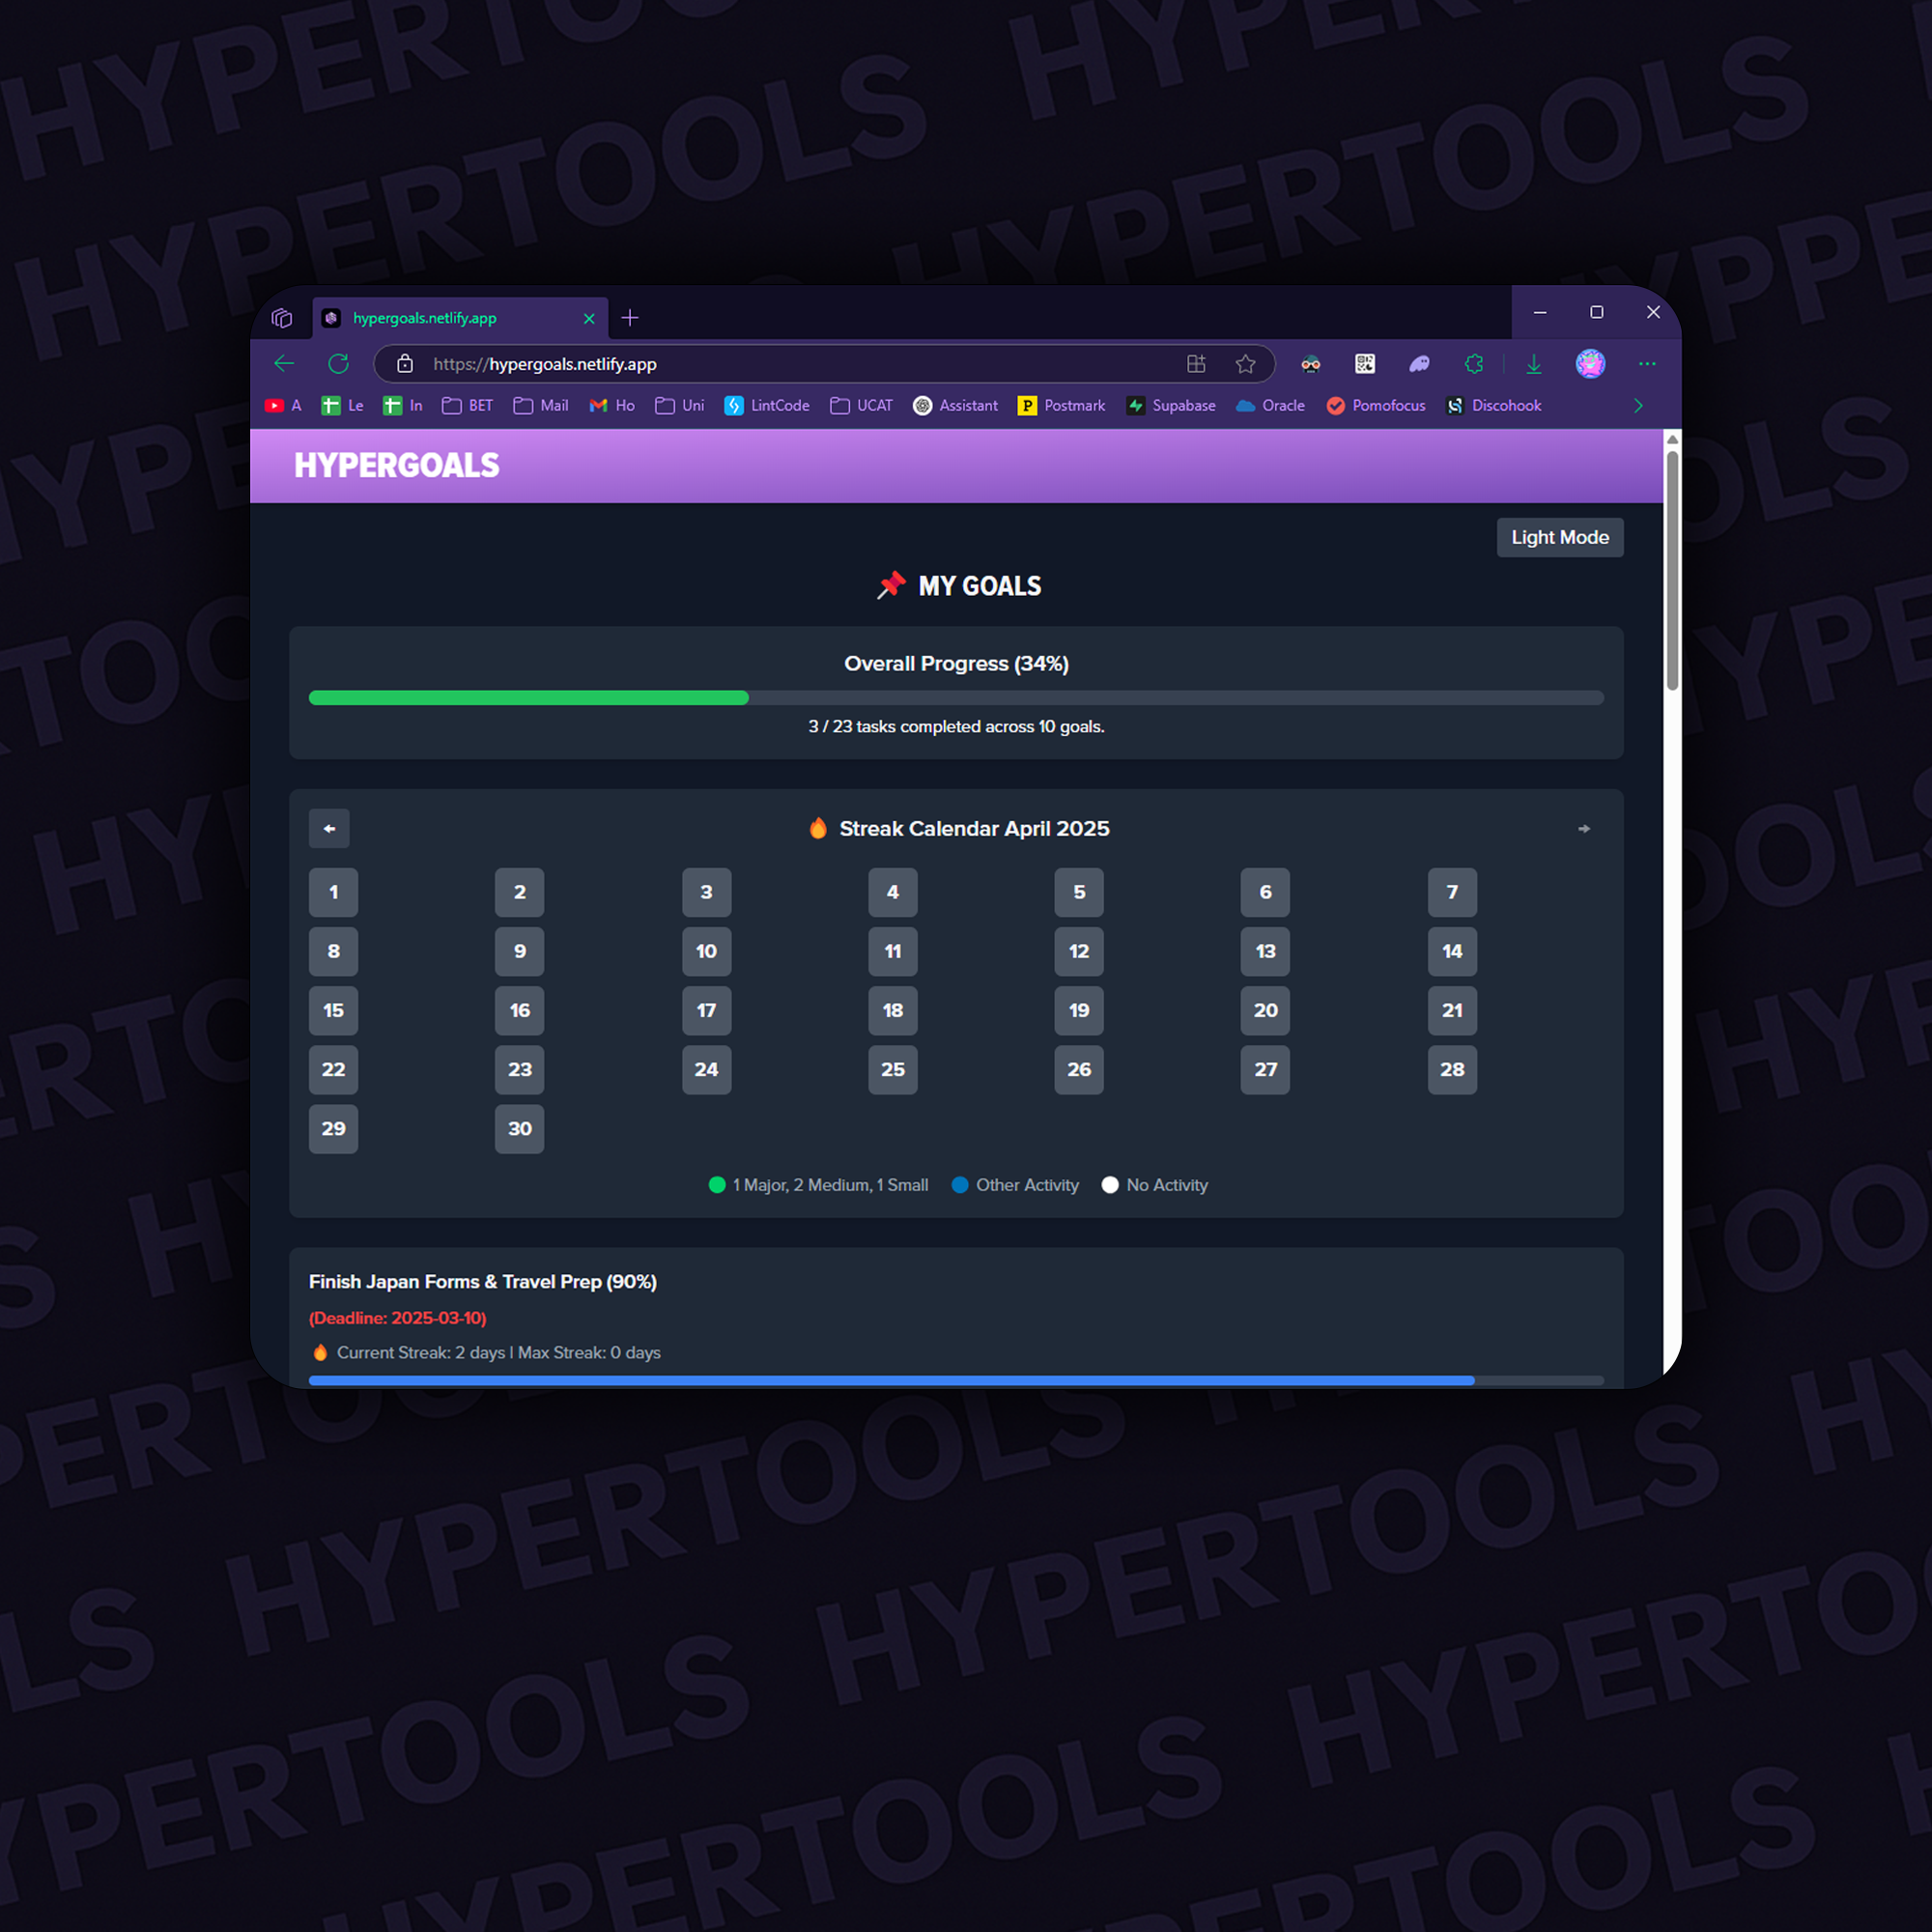 HYPERTOOLS HYPERTOOLS
HYPERTOOLS HYPERTOOLS
hypergoals.netlify.app
https://hypergoals.netlify.app
A Le In BET Mail Ho Uni LintCode UCAT Assistant Postmark Supabase Oracle Pomofocus Discohook
HYPERGOALS
Light Mode
MY GOALS
Overall Progress (34%)
3 / 23 tasks completed across 10 goals.
Streak Calendar April 2025
1 2 3 4 5 6 7
8 9 10 11 12 13 14
15 16 17 18 19 20 21
22 23 24 25 26 27 28
29 30
1 Major, 2 Medium, 1 Small Other Activity No Activity
Finish Japan Forms & Travel Prep (90%)
(Deadline: 2025-03-10)
Current Streak: 2 days | Max Streak: 0 days
HYPERTOOLS HYPERTOOLS
HYPERTOOLS HYPERTOOLS
HYPERTOOLS HYPERTOOLS